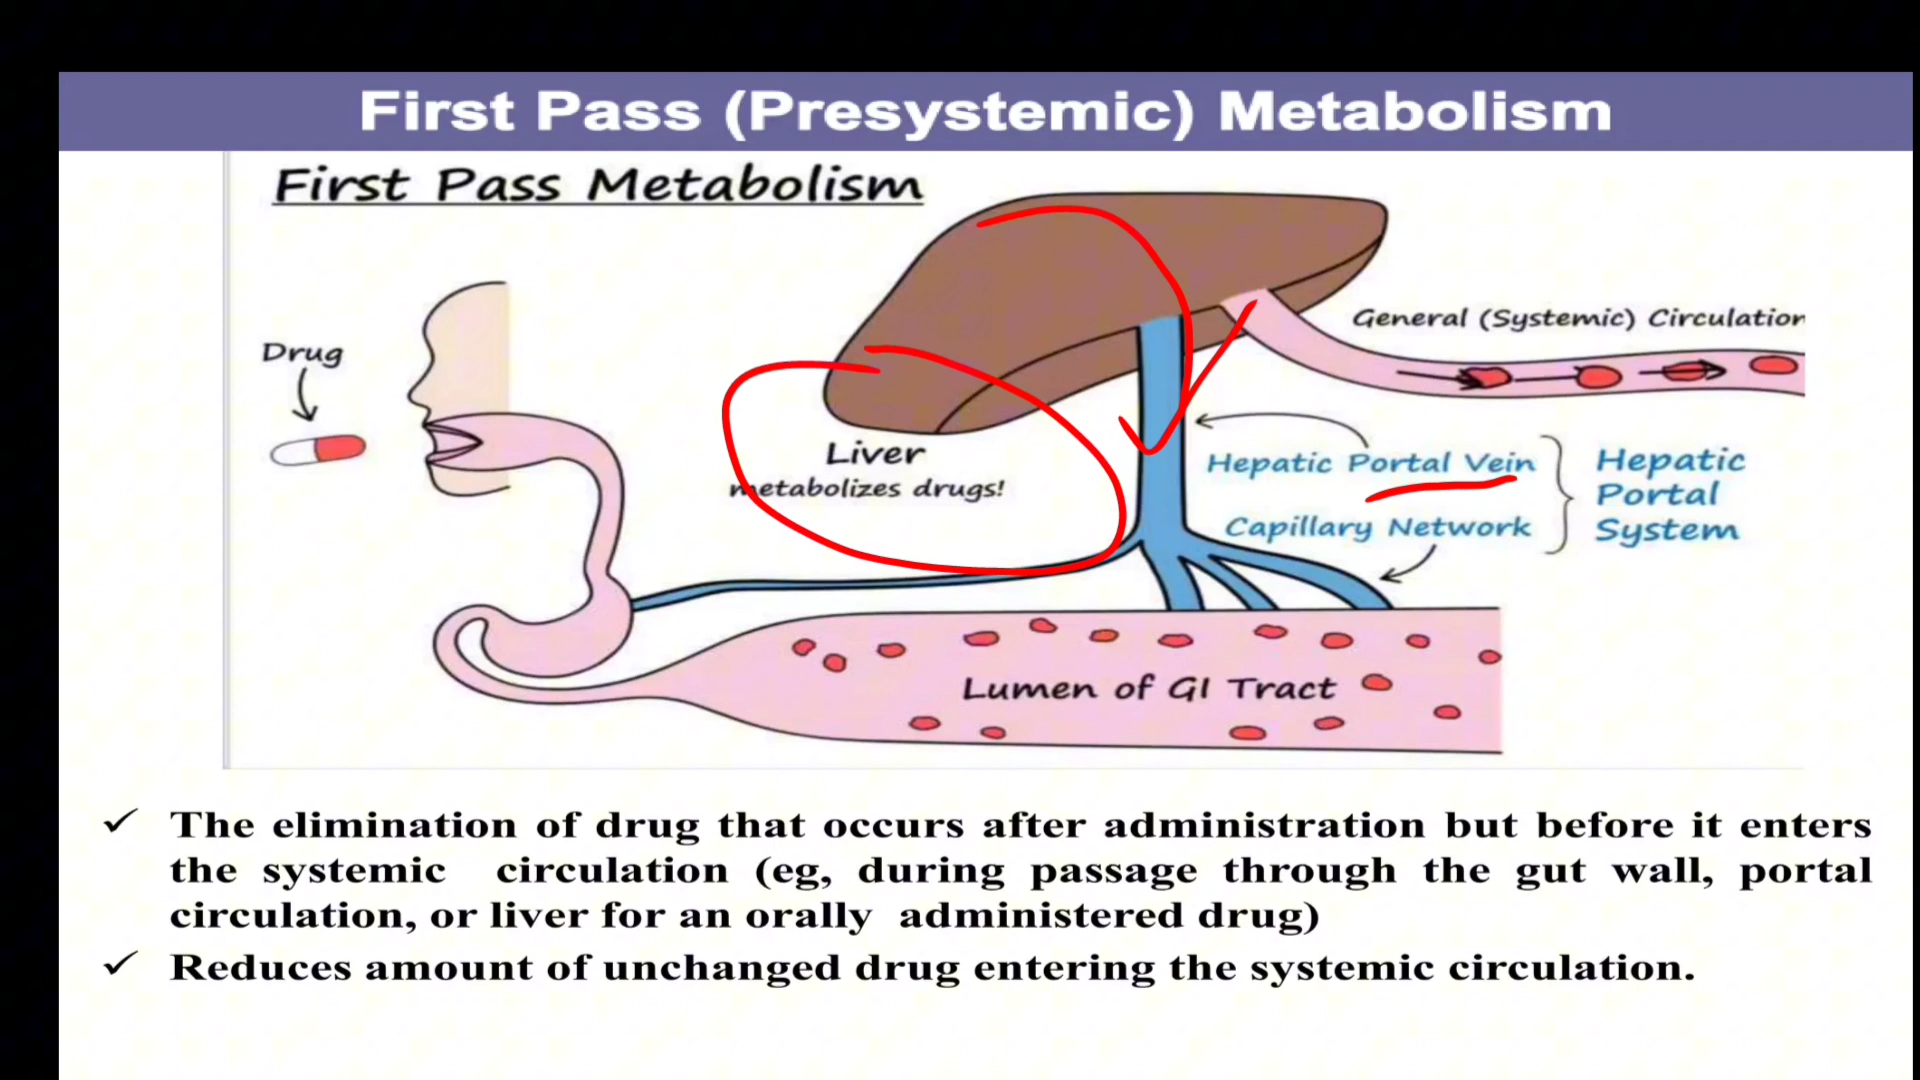 First Pass (Presystemic) Metabolism
First Pass Metabolism
Drug
General (Systemic) Circulation
Liver
metabolizes drugs!
Hepatic Portal Vein
Capillary Network
Hepatic
Portal
System
Lumen of GI Tract
✓ The elimination of drug that occurs after administration but before it enters
the systemic circulation (eg, during passage through the gut wall, portal
circulation, or liver for an orally administered drug)
✓ Reduces amount of unchanged drug entering the systemic circulation.